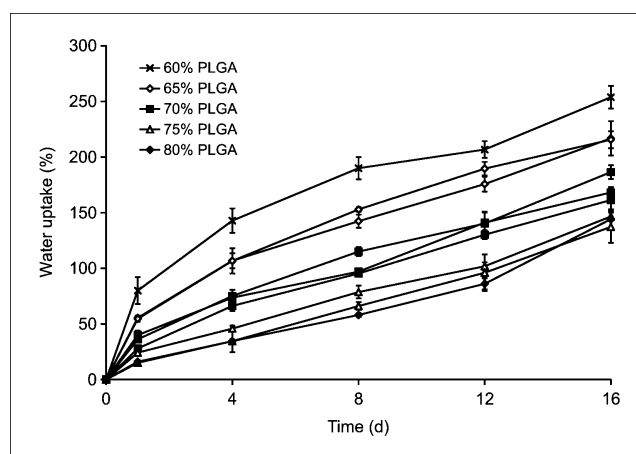 300
250
200
150
100
50
0
Water uptake (%)
60% PLGA
65% PLGA
70% PLGA
75% PLGA
80% PLGA
0 4 8 12 16
Time (d)